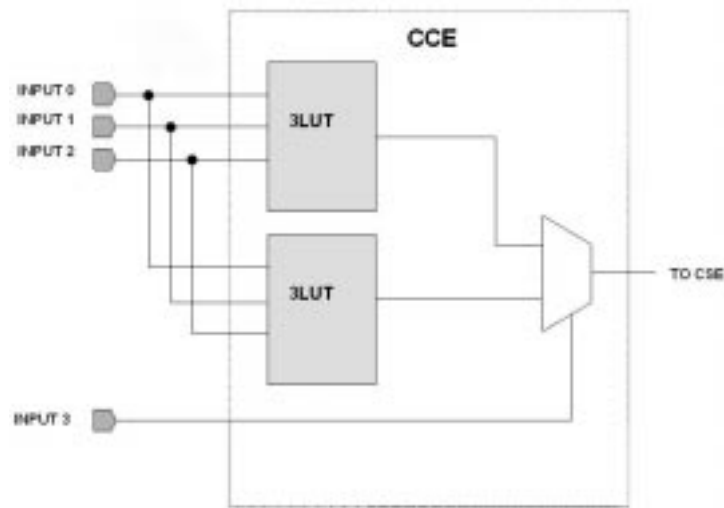 CCE
INPUT 0
INPUT 1
INPUT 2
3LUT
3LUT
TO CSE
INPUT 3